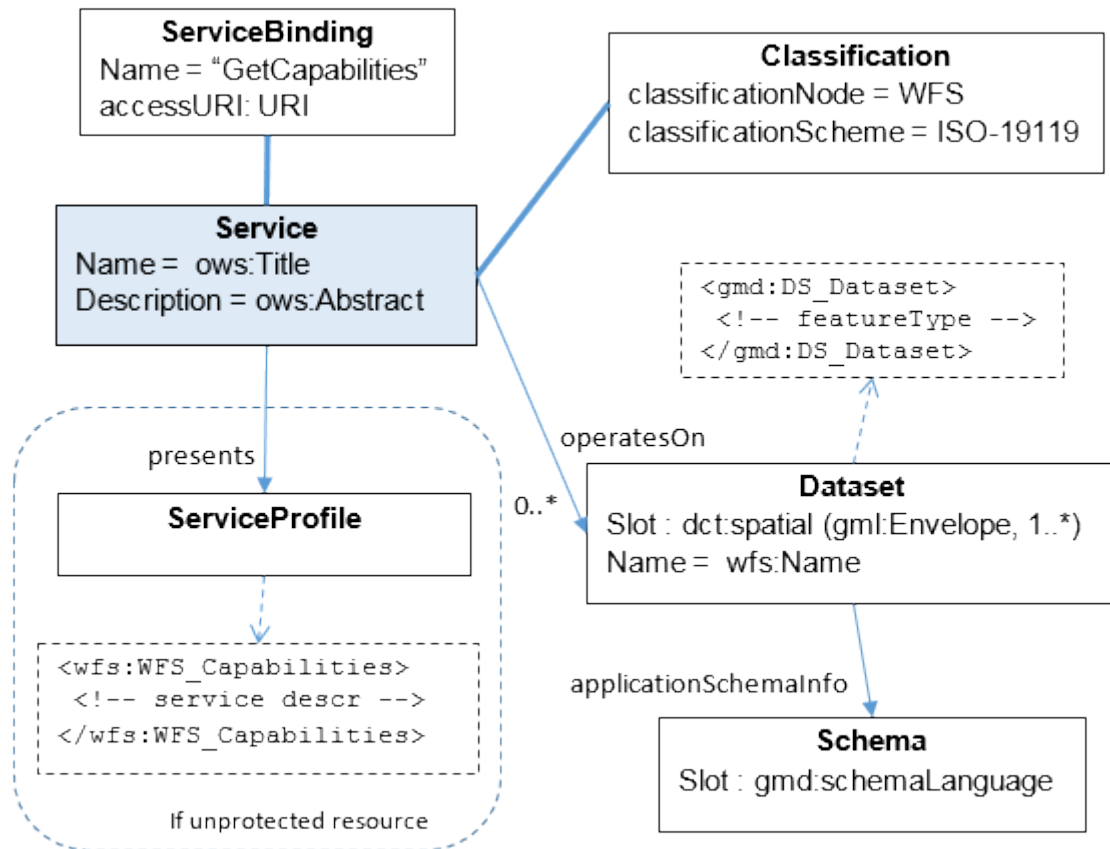 ServiceBinding
Name = “GetCapabilities”
accessURI: URI
Classification
classificationNode = WFS
classificationScheme = ISO-19119
Service
Name =  ows:Title
Description = ows:Abstract
<gmd:DS_Dataset>
<!-- featureType -->
</gmd:DS_Dataset>
operatesOn
0..*
presents
ServiceProfile
Dataset
Slot : dct:spatial (gml:Envelope, 1..*)
Name =  wfs:Name
<wfs:WFS_Capabilities>
<!-- service descr -->
</wfs:WFS_Capabilities>
If unprotected resource
applicationSchemaInfo
Schema
Slot : gmd:schemaLanguage